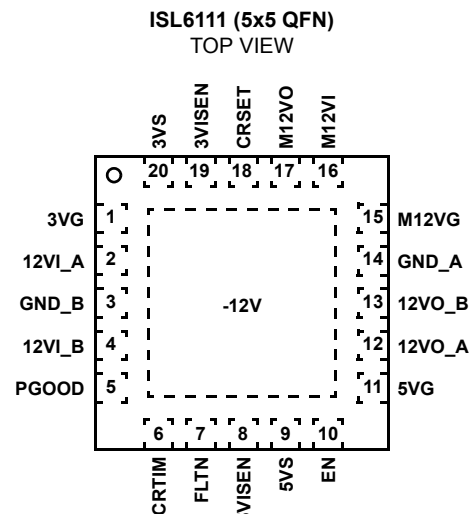 ISL6111 (5x5 QFN)
TOP VIEW
3VS
3VISEN
CRSET
M12VO
M12VI
20
19
18
17
16
3VG
1
12VI_A
2
GND_B
3
12VI_B
4
PGOOD
5
-12V
15
M12VG
14
GND_A
13
12VO_B
12
12VO_A
11
5VG
6
7
8
9
10
CRTIM
FLTN
5VISEN
5VS
EN